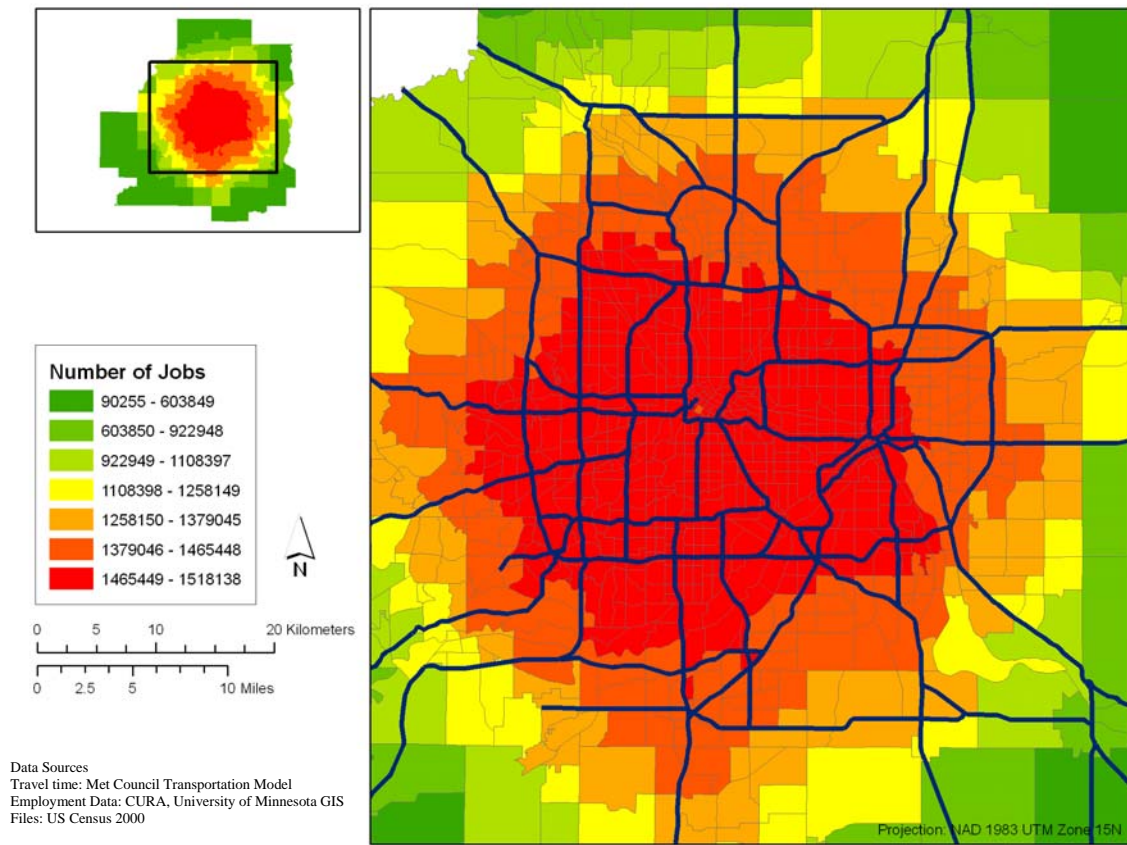 Number of Jobs
90255 - 603849
603850 - 922948
922949 - 1108397
1108398 - 1258149
1258150 - 1379045
1379046 - 1465448
1465449 - 1518138
N
0 5 10 20 Kilometers
0 2.5 5 10 Miles
Data Sources
Travel time: Met Council Transportation Model
Employment Data: CURA, University of Minnesota GIS
Files: US Census 2000
Projection: NAD 1983 UTM Zone 15N